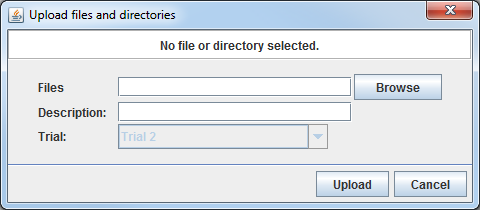 Upload files and directories
No file or directory selected.
Files
Browse
Description:
Trial:
Trial 2
Upload
Cancel